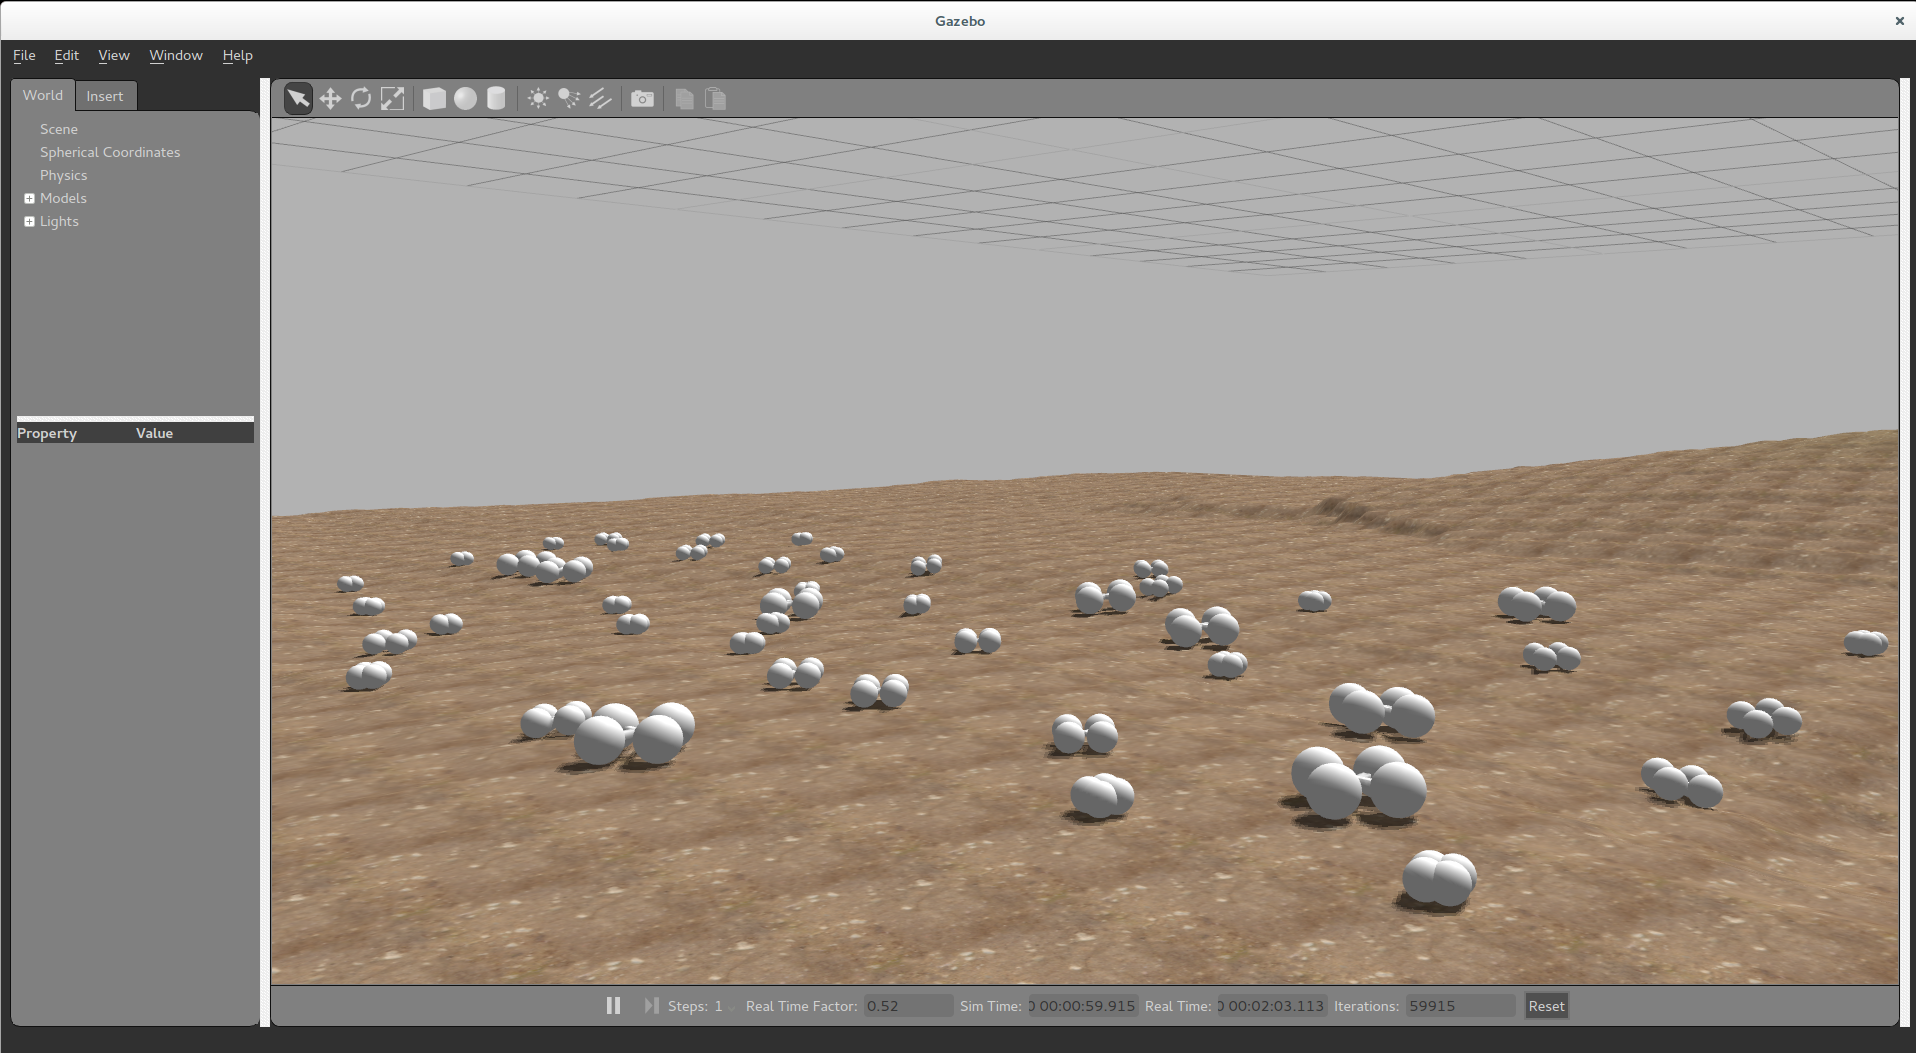 Gazebo
File Edit View Window Help
World Insert
Scene
Spherical Coordinates
Physics
Models
Lights
Property Value
Steps: 1 Real Time Factor: 0.52 Sim Time: 00:00:59.915 Real Time: 00:02:03.113 Iterations: 59915 Reset